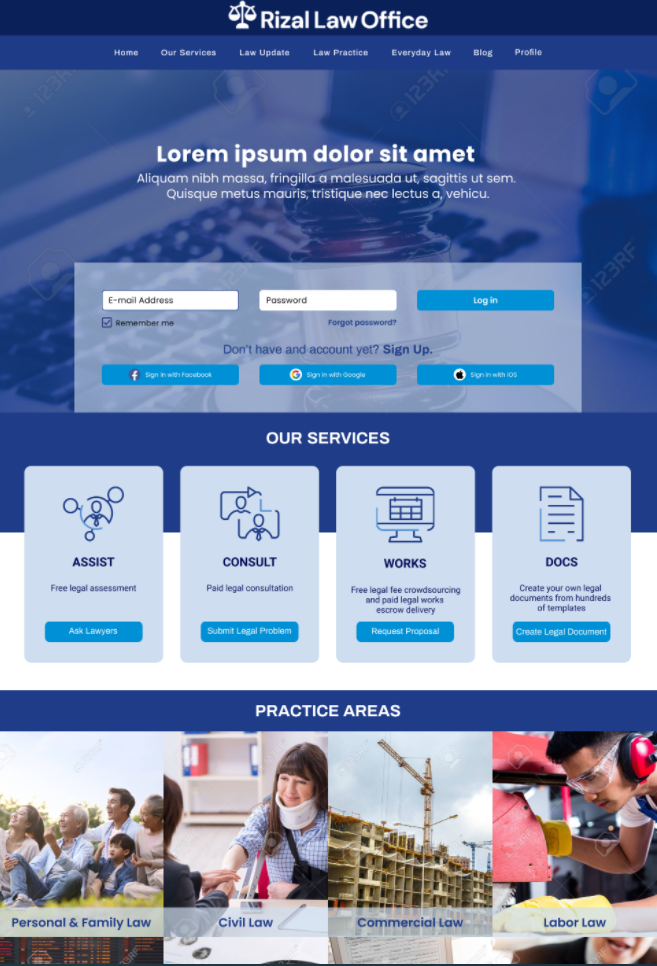 Rizal Law Office
Home Our Services Law Update Law Practice Everyday Law Blog Profile
Lorem ipsum dolor sit amet
Aliquam nibh massa, fringilla a malesuada ut, sagittis ut sem.
Quisque metus mauris, tristique nec lectus a, vehicu.
E-mail Address Password Log in
Remember me Forgot password?
Don't have and account yet? Sign Up.
Sign in with Facebook Sign in with Google Sign in with iOS
OUR SERVICES
ASSIST
Free legal assessment
Ask Lawyers
CONSULT
Paid legal consultation
Submit Legal Problem
WORKS
Free legal fee crowdsourcing
and paid legal works
escrow delivery
Request Proposal
DOCS
Create your own legal
documents from hundreds
of templates
Create Legal Document
PRACTICE AREAS
Personal & Family Law Civil Law Commercial Law Labor Law
123RF
123RF
123RF